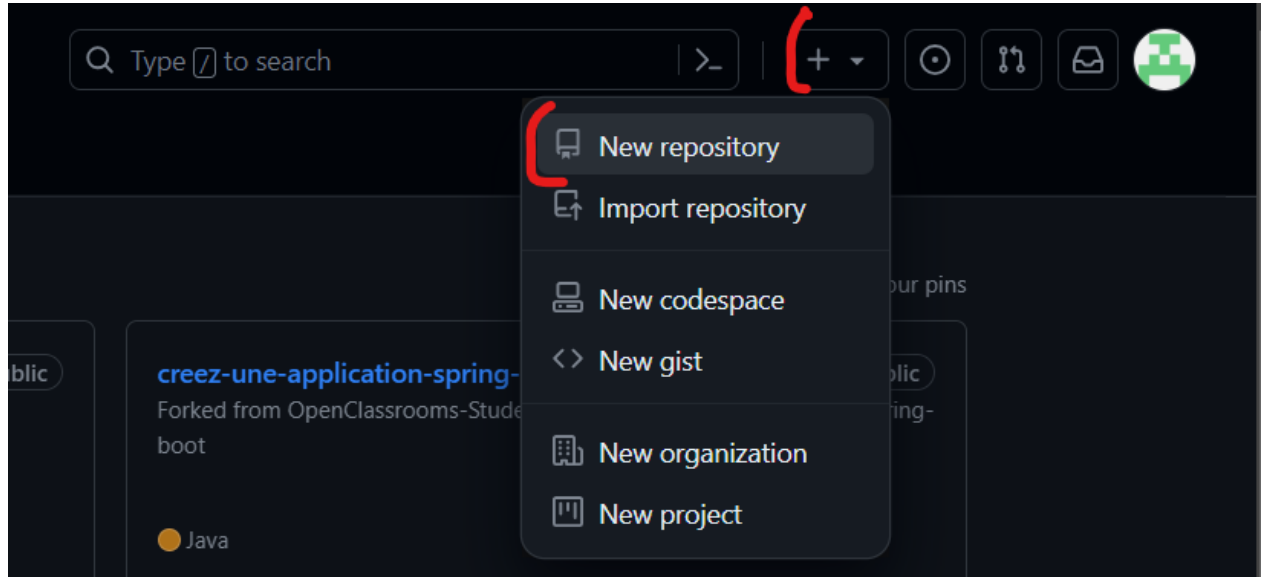 Type / to search
New repository
Import repository
New codespace
our pins
New gist
blic
creez-une-application-spring-
blic
Forked from OpenClassrooms-Stude
ing-
boot
New organization
New project
Java